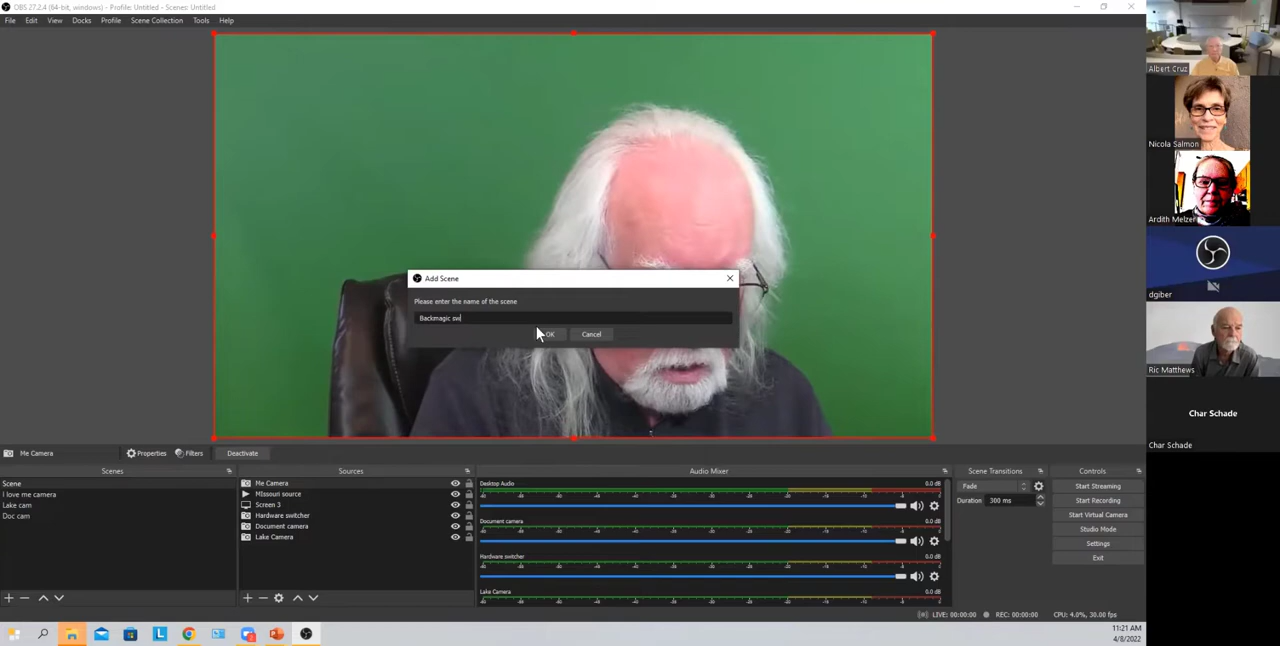 OBS 27.2.4 (64-bit, windows) - Profile: Untitled - Scenes: Untitled
File Edit View Docks Profile Scene Collection Tools Help
Add Scene
Please enter the name of the scene
Backmagic sw
OK Cancel
Me Camera Properties Filters Deactivate
Scenes
Scene
I love me camera
Lake cam
Doc cam
Sources
Me Camera
MIssouri source
Screen 3
Hardware switcher
Document camera
Lake Camera
Audio Mixer
Desktop Audio 0.0 dB
Document camera 0.0 dB
Hardware switcher 0.0 dB
Lake Camera 0.0 dB
Scene Transitions
Fade
Duration 300 ms
Controls
Start Streaming
Start Recording
Start Virtual Camera
Studio Mode
Settings
Exit
LIVE: 00:00:00 REC: 00:00:00 CPU: 4.0%, 30.00 fps
11:21 AM
4/8/2022
Albert Cruz
Nicola Salmon
Ardith Melzer
dgiber
Ric Matthews
Char Schade
Char Schade